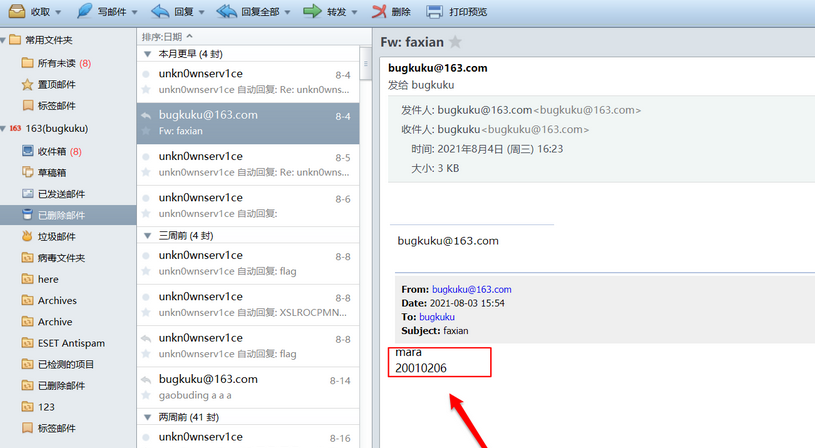 收取 写邮件 回复 回复全部 转发 删除 打印预览
常用文件夹
所有未读 (8)
置顶邮件
标签邮件
163 163(bugkuku)
收件箱 (8)
草稿箱
已发送邮件
已删除邮件
垃圾邮件
病毒文件夹
here
Archives
Archive
ESET Antispam
已检测的项目
已删除邮件
123
标签邮件
排序:日期
本月更早 (4 封)
unkn0wnserv1ce 8-4
unkn0wnserv1ce 自动回复: Re: unkn0wns...
bugkuku@163.com 8-4
Fw: faxian
unkn0wnserv1ce 8-5
unkn0wnserv1ce 自动回复: Re: unkn0wns...
unkn0wnserv1ce 8-6
unkn0wnserv1ce 自动回复:
三周前 (4 封)
unkn0wnserv1ce 8-8
unkn0wnserv1ce 自动回复: flag
unkn0wnserv1ce 8-8
unkn0wnserv1ce 自动回复: XSLROCPMN...
unkn0wnserv1ce 8-8
unkn0wnserv1ce 自动回复: flag
bugkuku@163.com 8-14
gaobuding a a a
两周前 (41 封)
unkn0wnserv1ce 8-16
Fw: faxian
bugkuku@163.com
发给 bugkuku
发件人: bugkuku@163.com<bugkuku@163.com>
收件人: bugkuku<bugkuku@163.com>
时间: 2021年8月4日 (周三) 16:23
大小: 3 KB
bugkuku@163.com
From: bugkuku@163.com
Date: 2021-08-03 15:54
To: bugkuku
Subject: faxian
mara
20010206